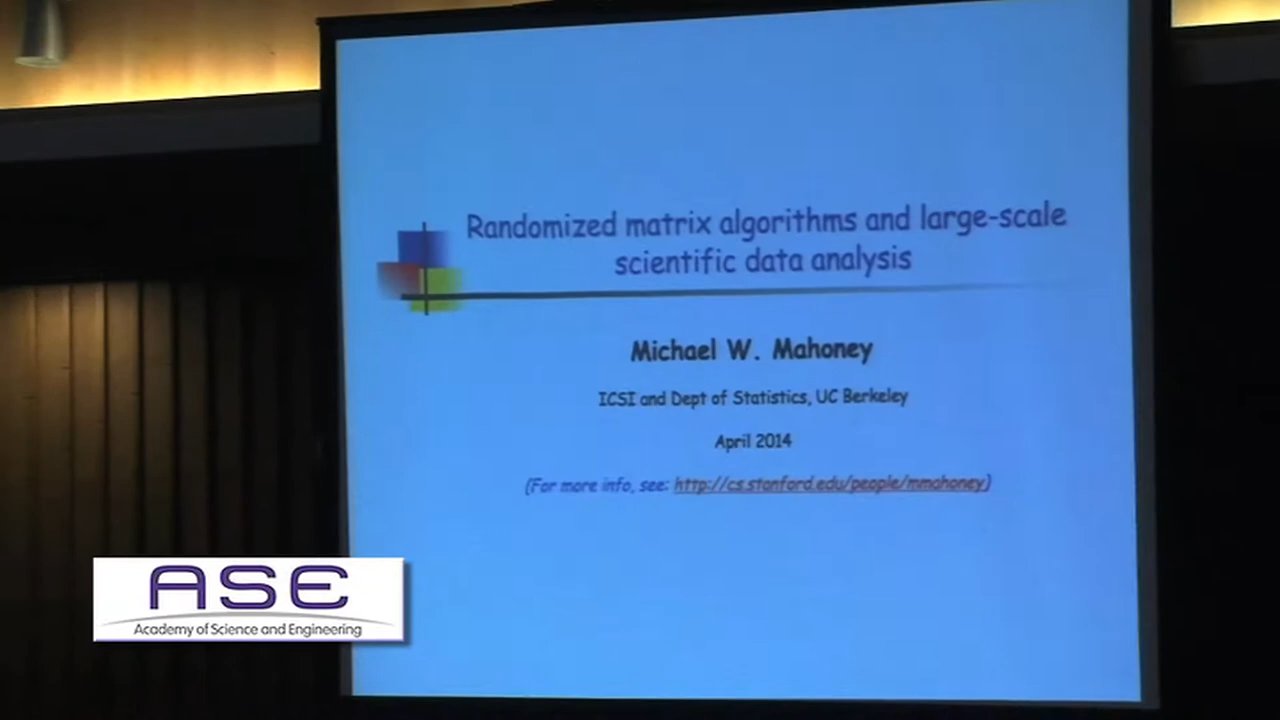 Randomized matrix algorithms and large-scale
scientific data analysis
Michael W. Mahoney
ICSI and Dept of Statistics, UC Berkeley
April 2014
(For more info, see: http://cs.stanford.edu/people/mmahoney)
ASE
Academy of Science and Engineering